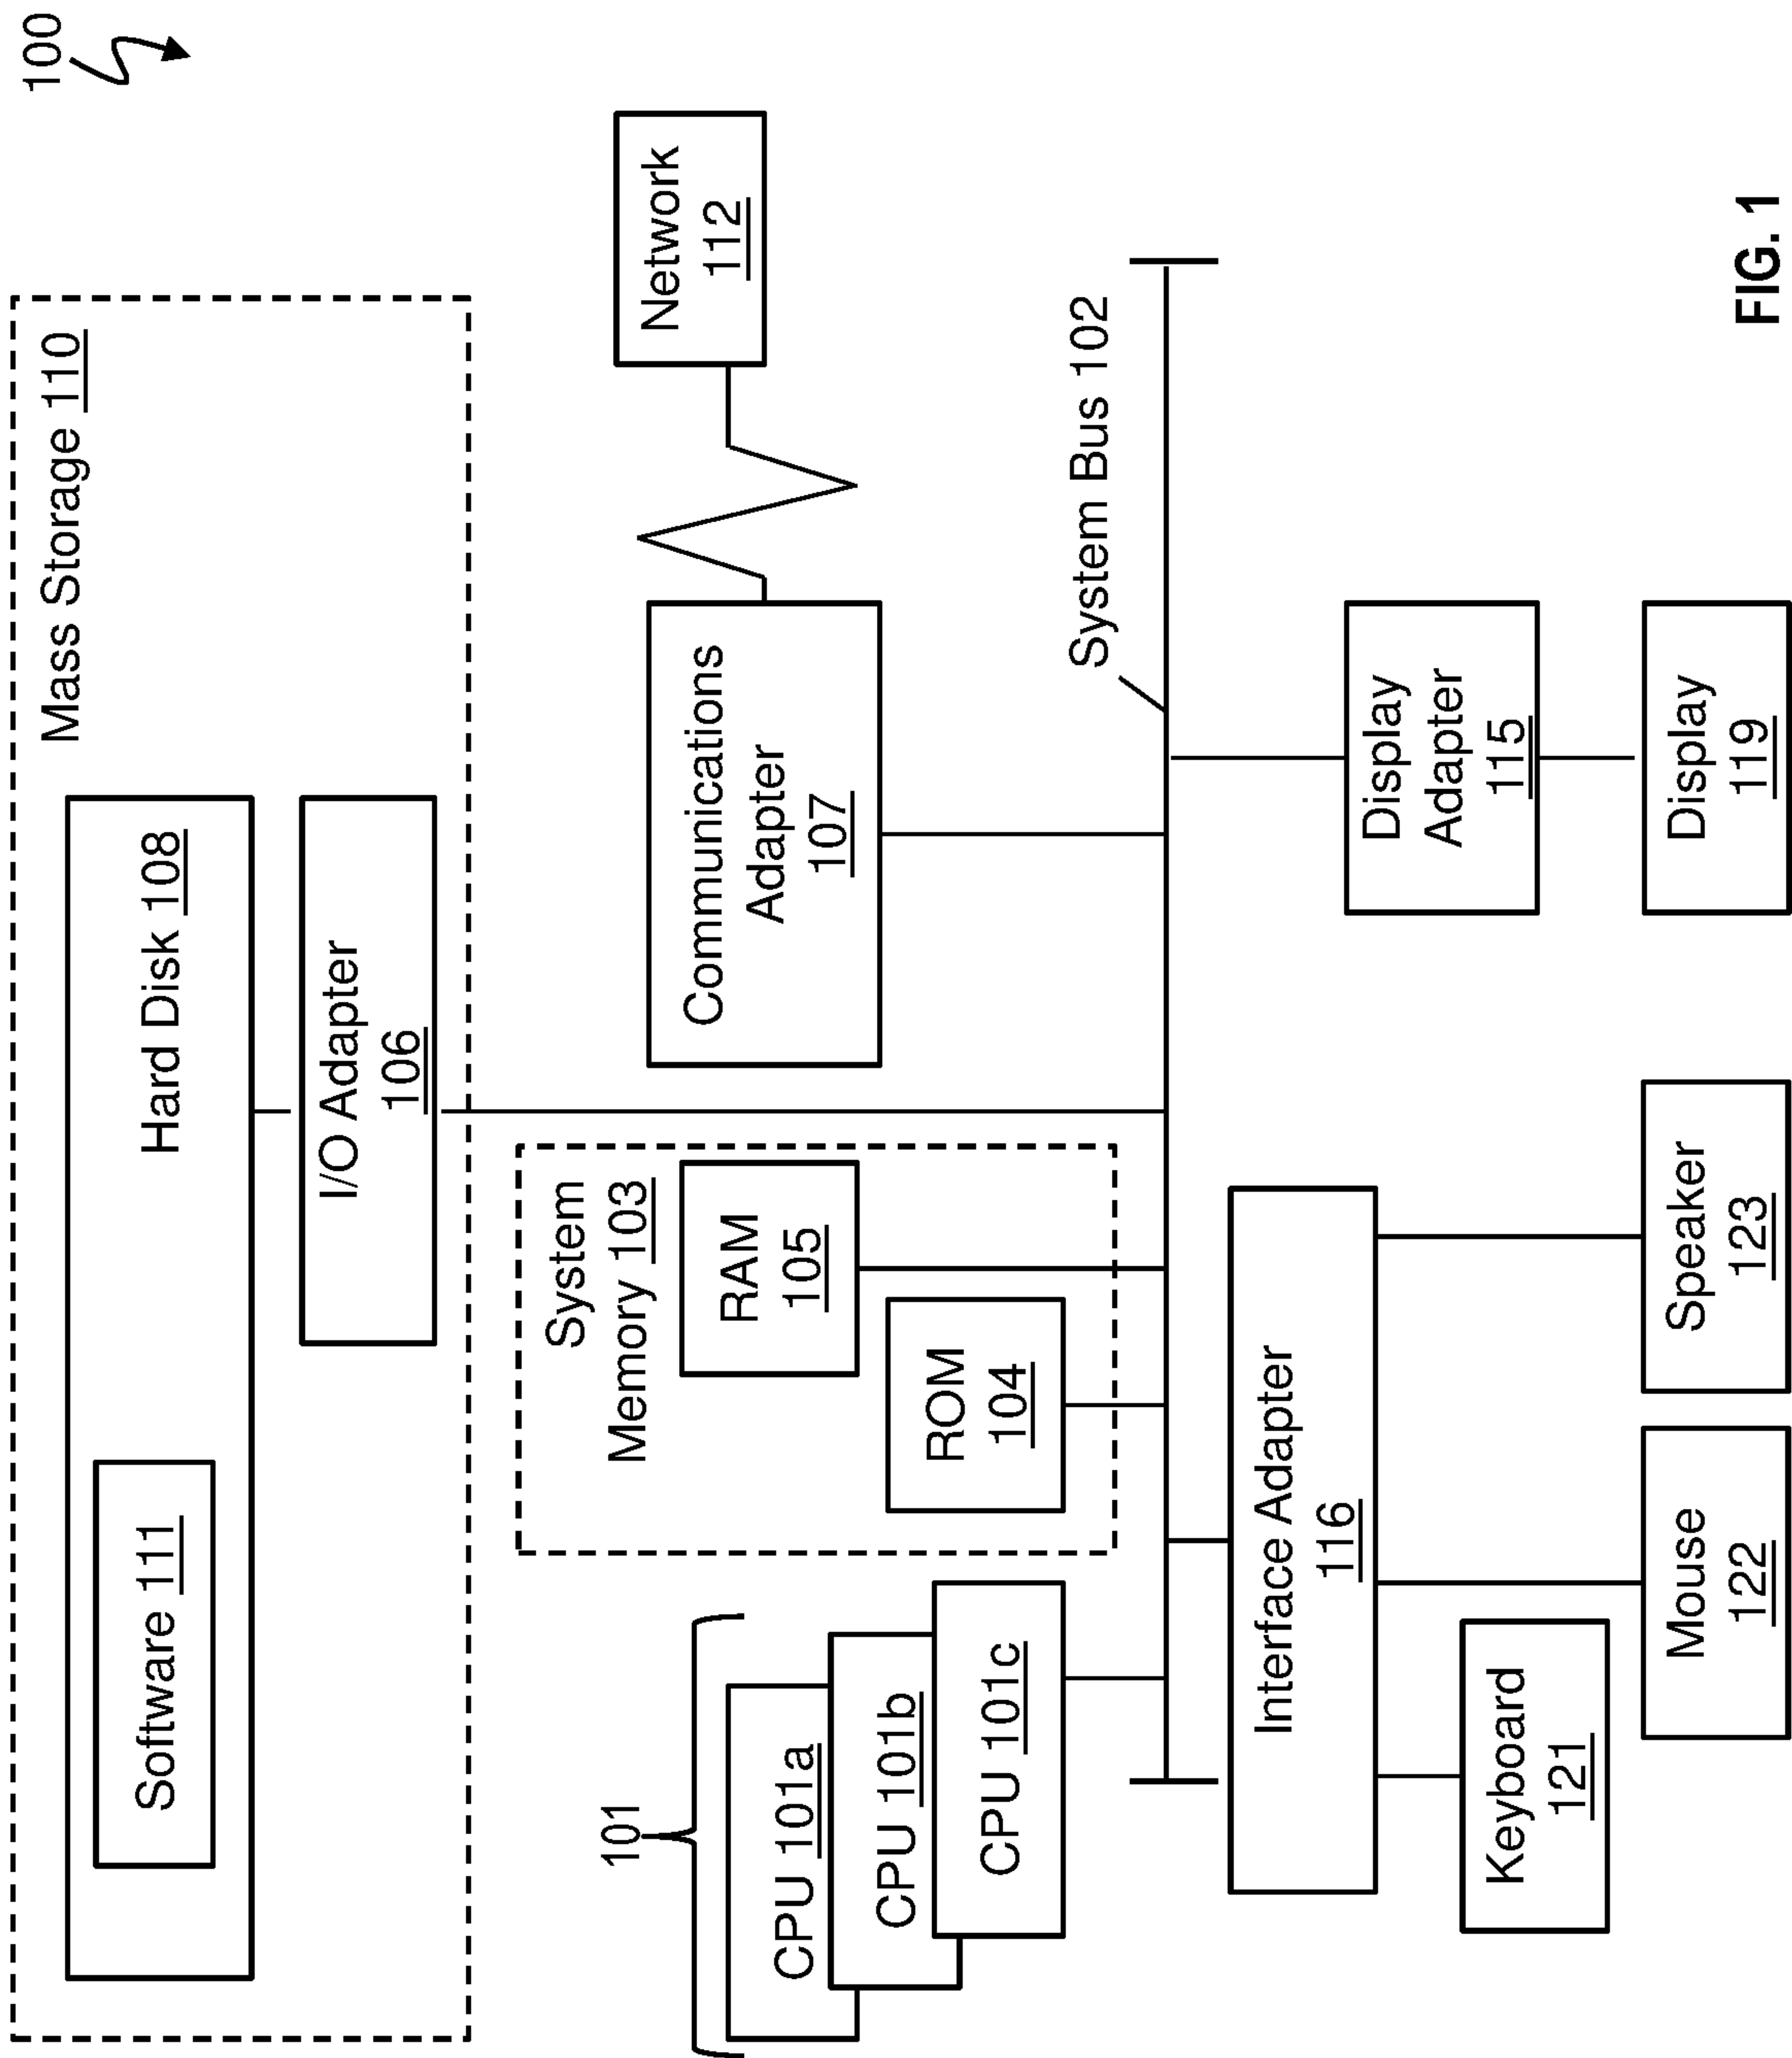 100
Mass Storage 110
Software 111
Hard Disk 108
I/O Adapter
106
101
CPU 101a
CPU 101b
CPU 101c
System
Memory 103
RAM
105
ROM
104
Communications
Adapter
107
Network
112
System Bus 102
Interface Adapter
116
Display
Adapter
115
Keyboard
121
Mouse
122
Speaker
123
Display
119
FIG. 1